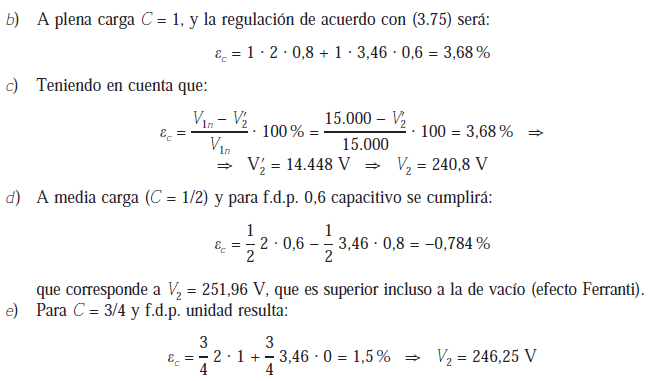 b) A plena carga C = 1, y la regulación de acuerdo con (3.75) será:
ε_c = 1 · 2 · 0,8 + 1 · 3,46 · 0,6 = 3,68 %
c) Teniendo en cuenta que:
ε_c = (V_1n – V′_2)/V_1n · 100 % = (15.000 – V′_2)/15.000 · 100 = 3,68 % ⇒
⇒ V′_2 = 14.448 V ⇒ V_2 = 240,8 V
d) A media carga (C = 1/2) y para f.d.p. 0,6 capacitivo se cumplirá:
ε_c = 1/2 2 · 0,6 – 1/2 3,46 · 0,8 = –0,784 %
que corresponde a V_2 = 251,96 V, que es superior incluso a la de vacío (efecto Ferranti).
e) Para C = 3/4 y f.d.p. unidad resulta:
ε_c = 3/4 2 · 1 + 3/4 3,46 · 0 = 1,5 % ⇒ V_2 = 246,25 V